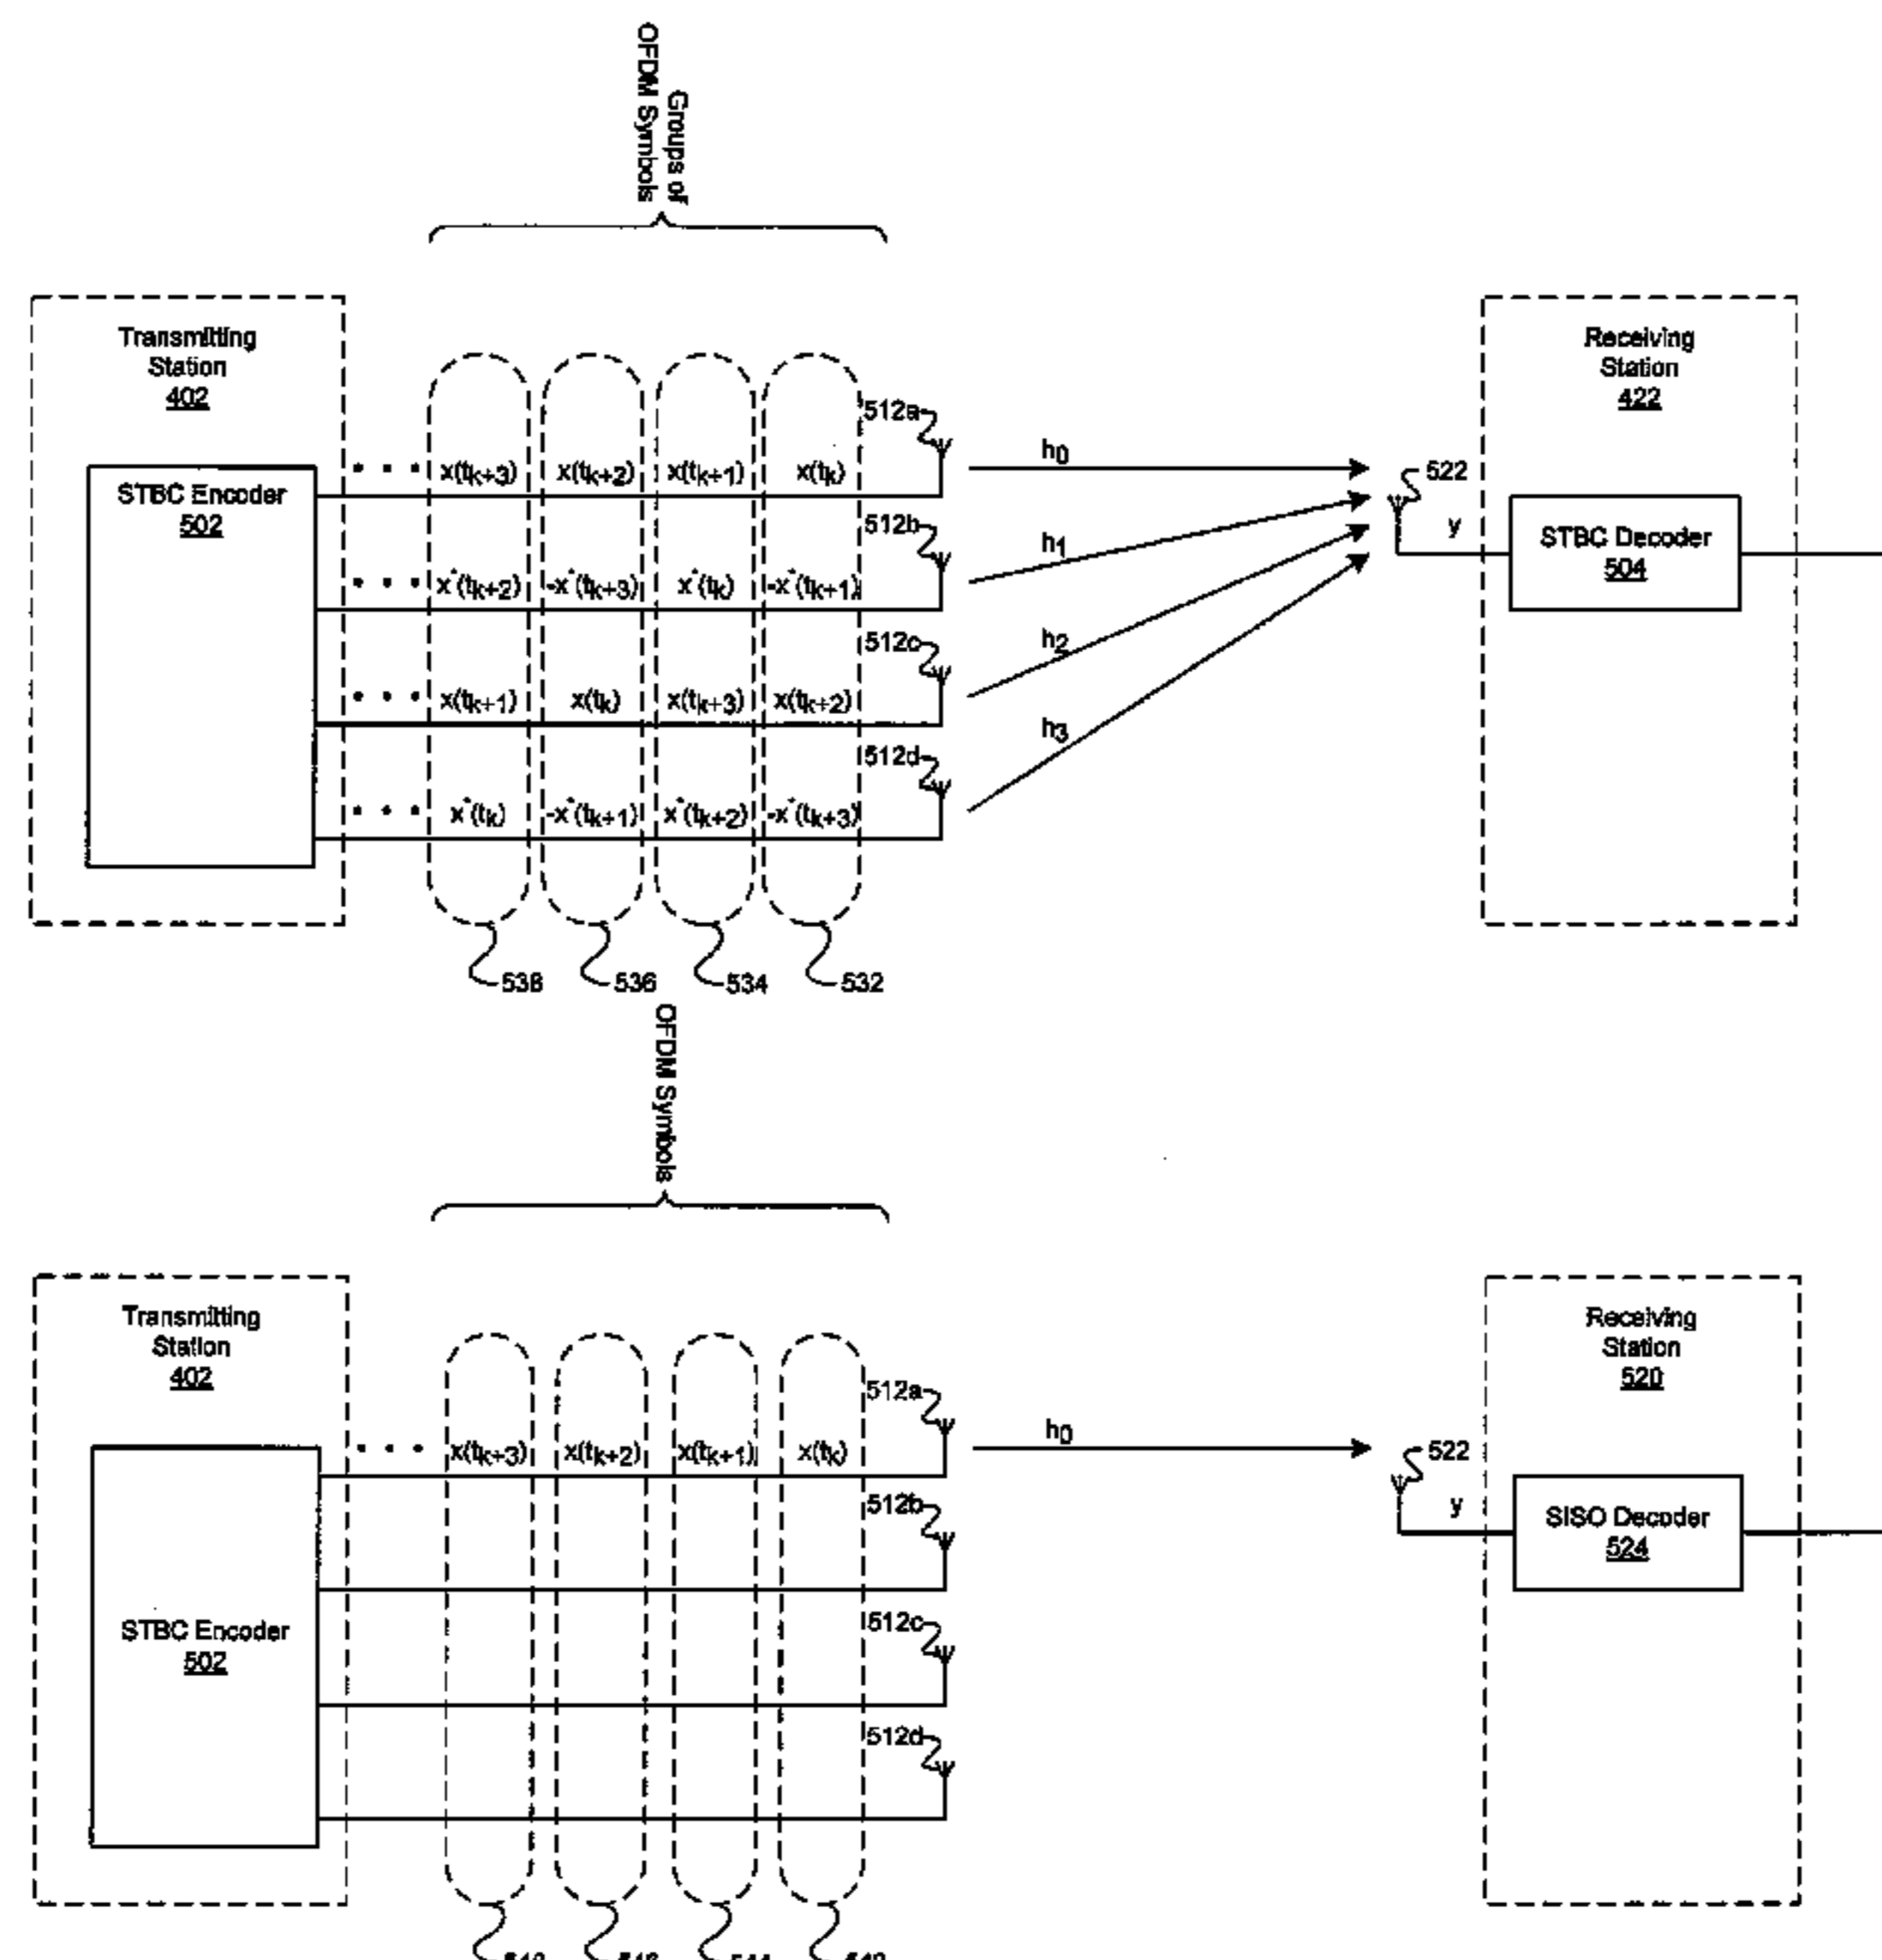 Groups of
OFDM Symbols
Transmitting
Station
402
Receiving
Station
422
STBC Encoder
502
512a
512b
512c
512d
• • • x(tk+3) x(tk+2) x(tk+1) x(tk)
• • • x*(tk+2) -x*(tk+3) x*(tk) -x*(tk+1)
• • • x(tk+1) x(tk) x(tk+3) x(tk+2)
• • • x*(tk) -x*(tk+1) x*(tk+2) -x*(tk+3)
h0
h1
h2
h3
522
y
STBC Decoder
504
538 536 534 532
OFDM Symbols
Transmitting
Station
402
Receiving
Station
520
STBC Encoder
502
• • • x(tk+3) x(tk+2) x(tk+1) x(tk)
512a
512b
512c
512d
h0
522
y
SISO Decoder
524